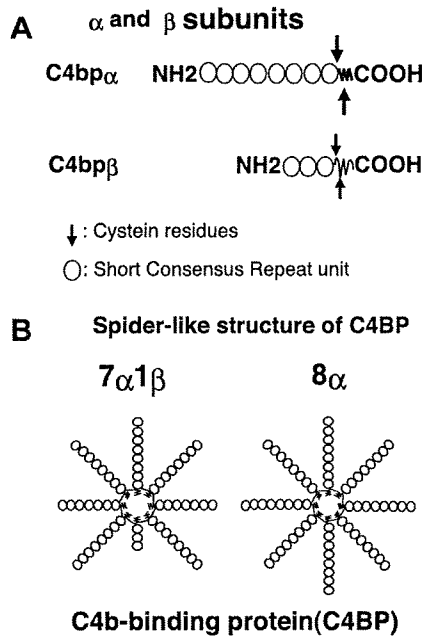 A
α and β subunits
C4bpα NH2 COOH
C4bpβ NH2 COOH
: Cystein residues
: Short Consensus Repeat unit
B
Spider-like structure of C4BP
7α1β 8α
C4b-binding protein(C4BP)